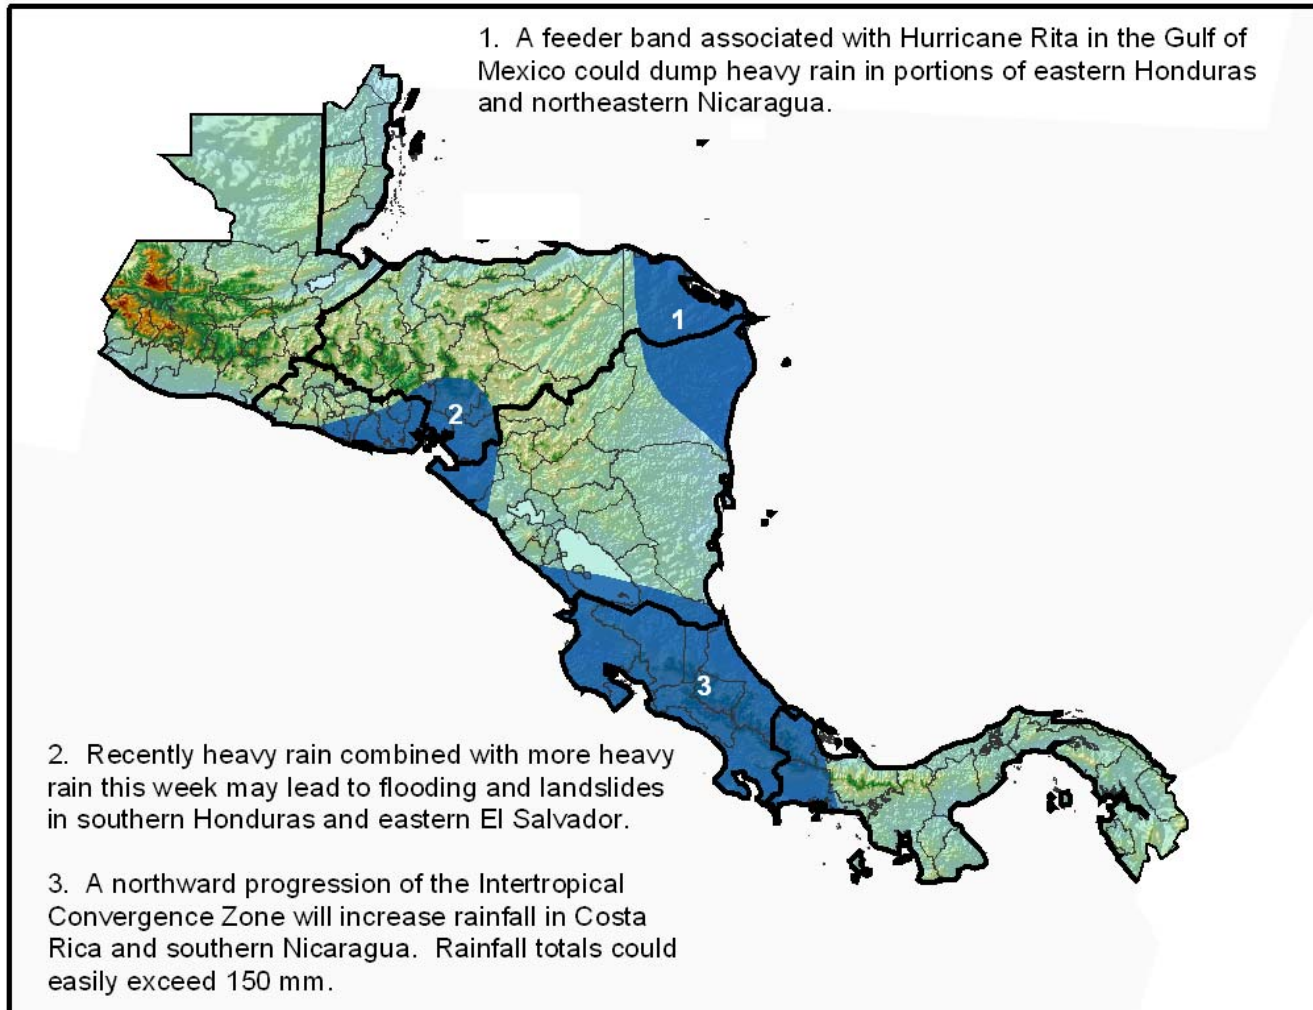 1. A feeder band associated with Hurricane Rita in the Gulf of
Mexico could dump heavy rain in portions of eastern Honduras
and northeastern Nicaragua.
1
2
3
2. Recently heavy rain combined with more heavy
rain this week may lead to flooding and landslides
in southern Honduras and eastern El Salvador.
3. A northward progression of the Intertropical
Convergence Zone will increase rainfall in Costa
Rica and southern Nicaragua. Rainfall totals could
easily exceed 150 mm.